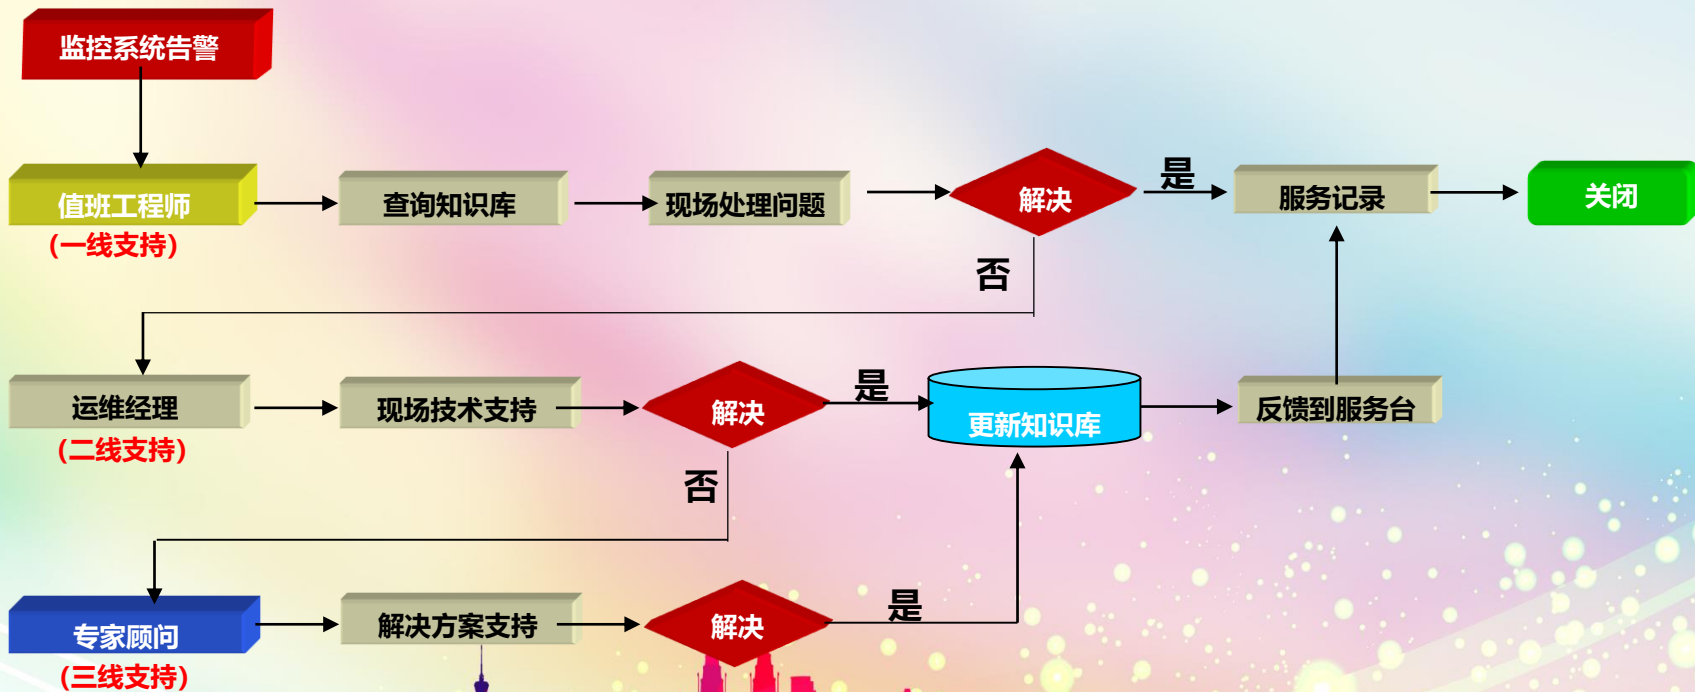 监控系统告警
值班工程师
(一线支持)
查询知识库
现场处理问题
解决
是
服务记录
关闭
否
运维经理
(二线支持)
现场技术支持
解决
是
更新知识库
反馈到服务台
否
专家顾问
(三线支持)
解决方案支持
解决
是